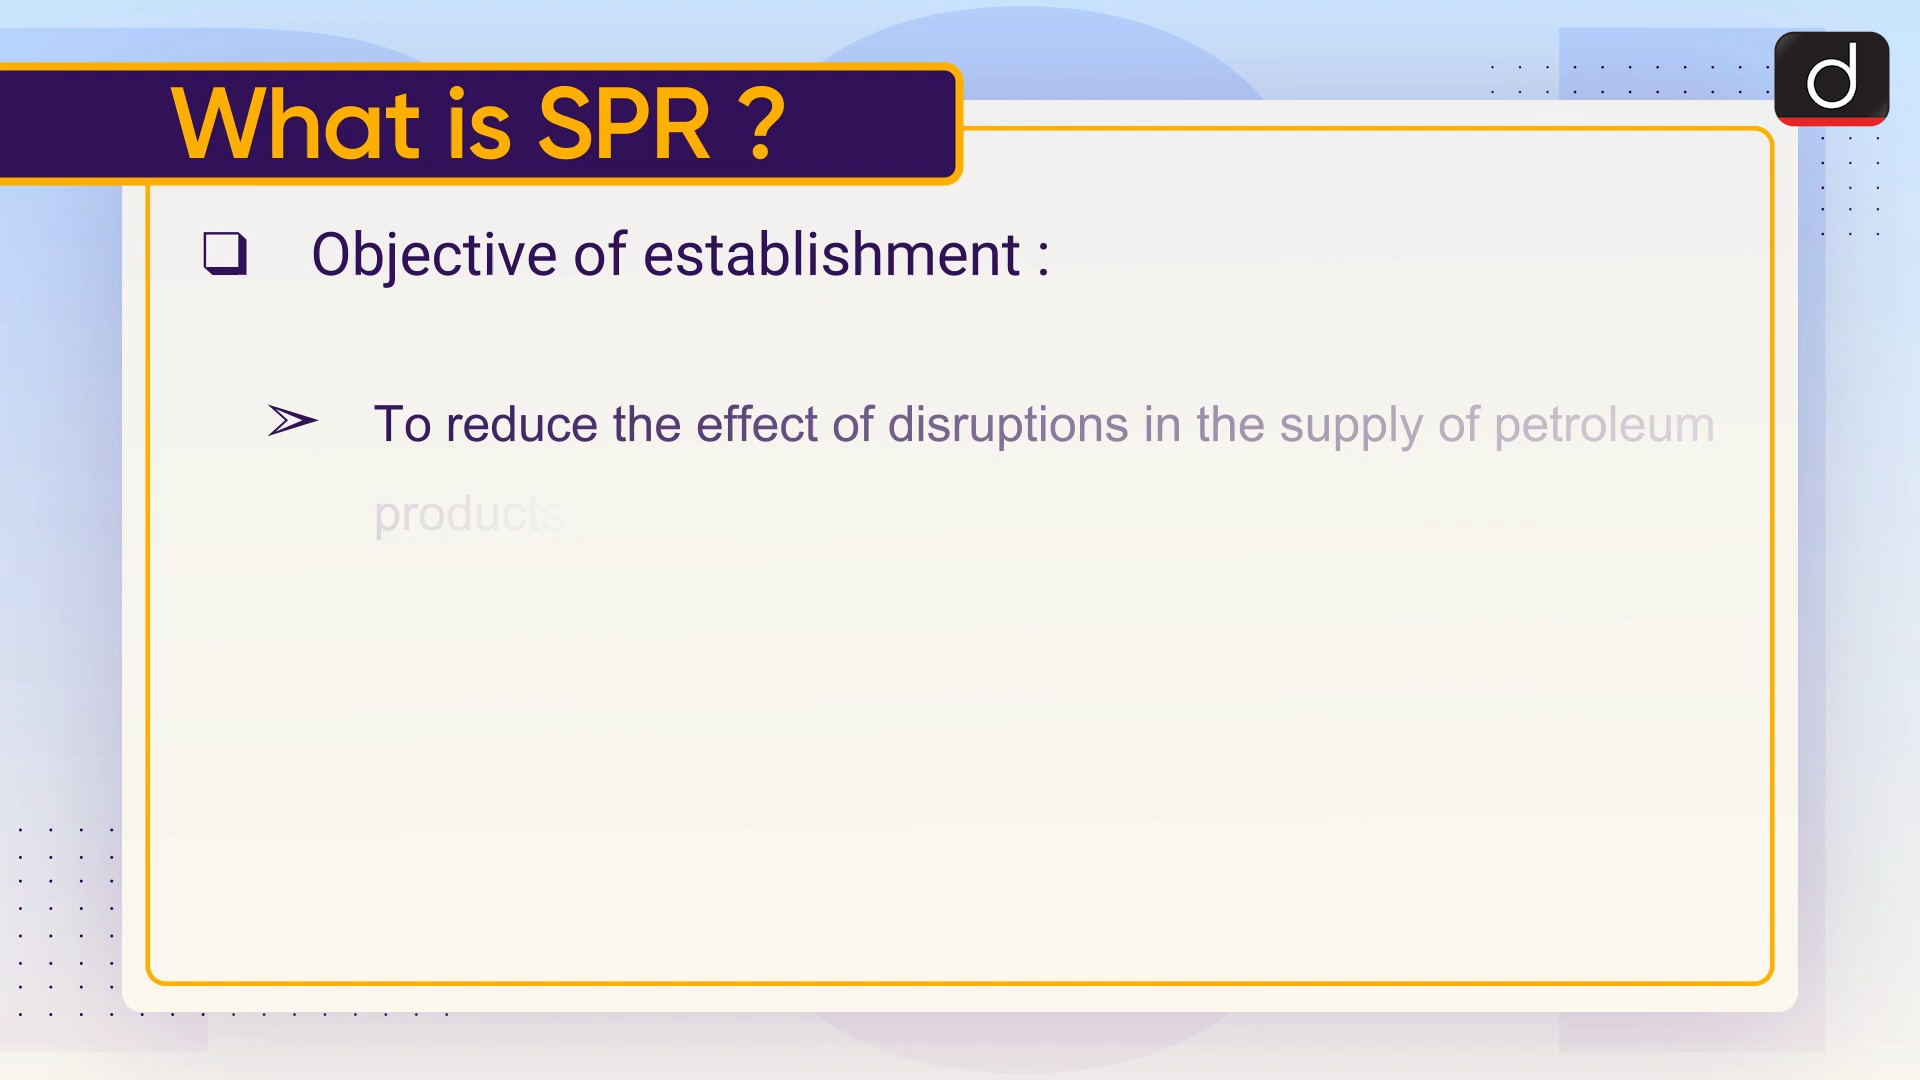 What is SPR ?
❑ Objective of establishment :
➢ To reduce the effect of disruptions in the supply of petroleum
products